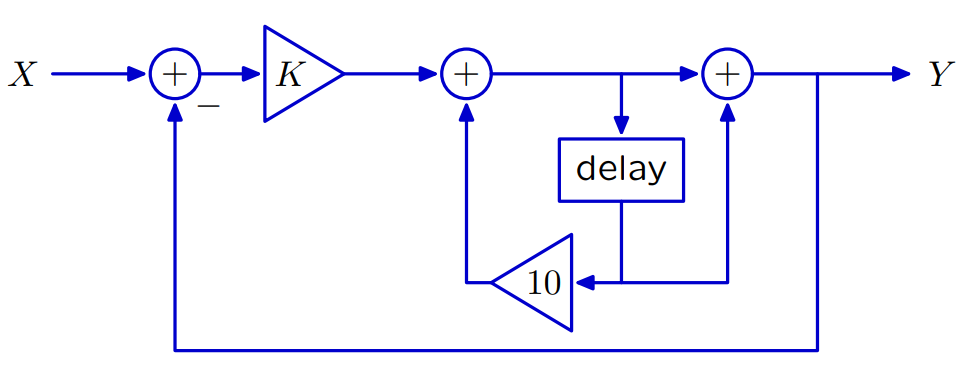 X + K + + Y
−
delay
10